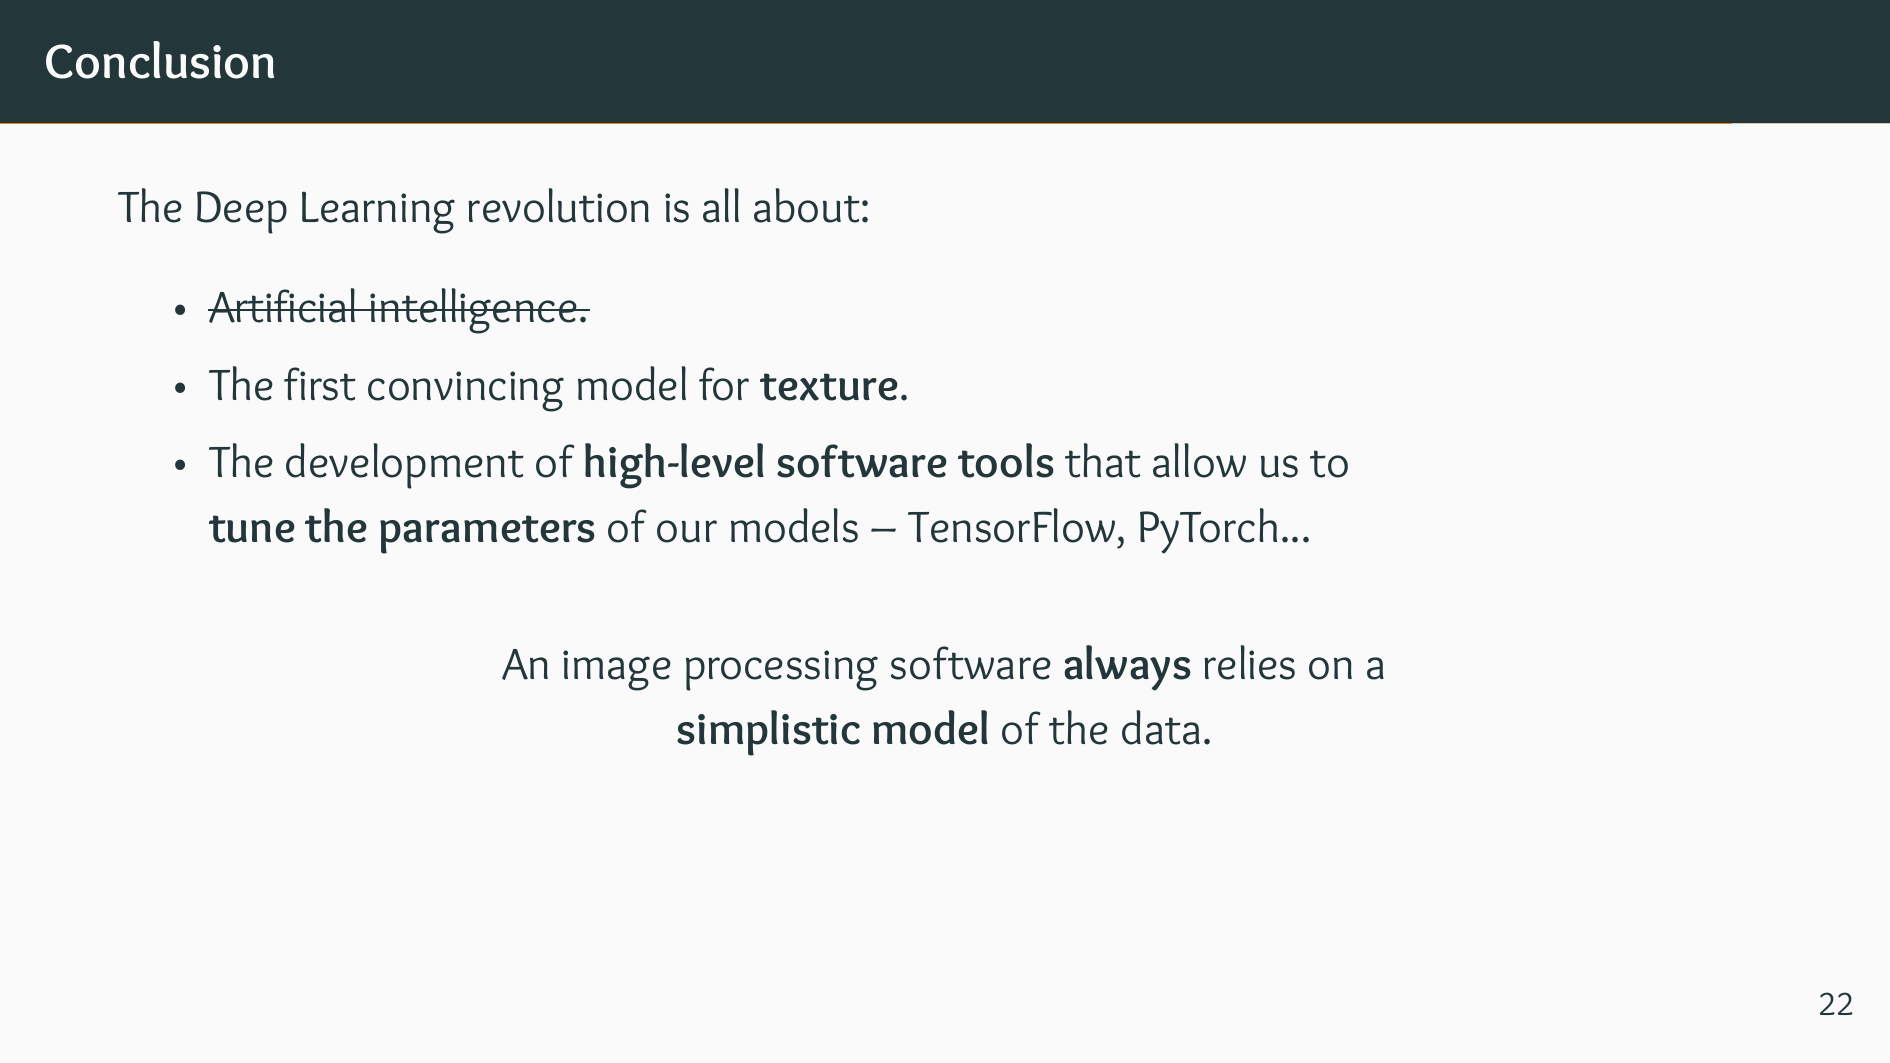 Conclusion
The Deep Learning revolution is all about:
• Artificial intelligence.
• The first convincing model for texture.
• The development of high-level software tools that allow us to
tune the parameters of our models – TensorFlow, PyTorch...
An image processing software always relies on a
simplistic model of the data.
22